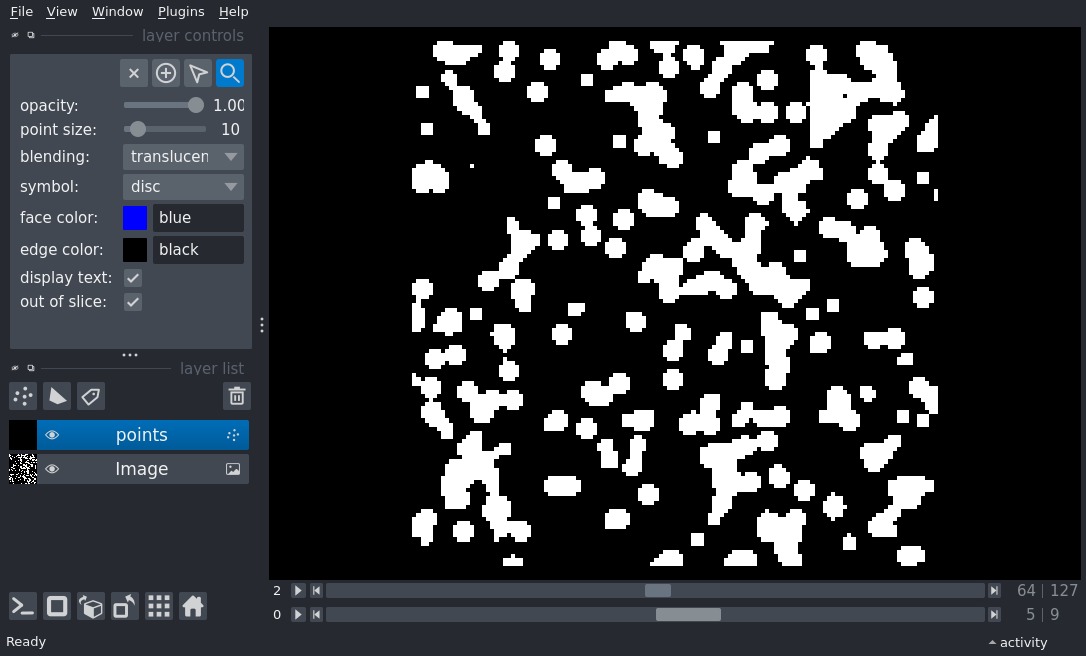 File View Window Plugins Help
layer controls
opacity: 1.00
point size: 10
blending: translucen
symbol: disc
face color: blue
edge color: black
display text:
out of slice:
layer list
points
Image
2 64 127
0 5 9
Ready activity